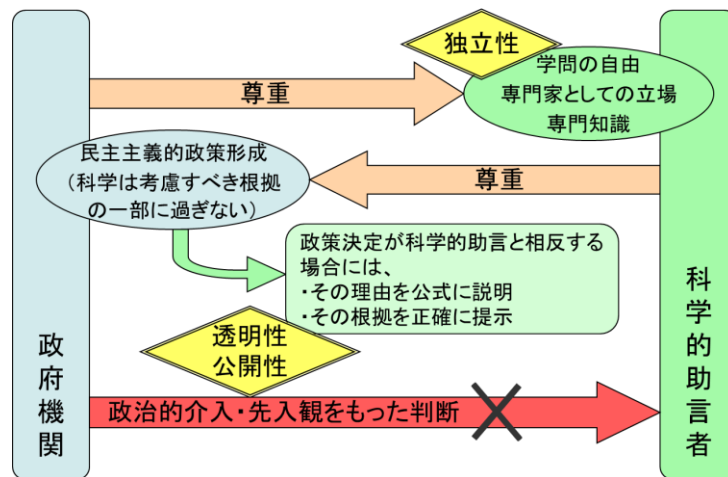 独立性
学問の自由
専門家としての立場
専門知識
尊重
民主主義的政策形成
（科学は考慮すべき根拠
の一部に過ぎない）
尊重
政策決定が科学的助言と相反する
場合には、
・その理由を公式に説明
・その根拠を正確に提示
透明性
公開性
政府機関
科学的助言者
政治的介入・先入観をもった判断